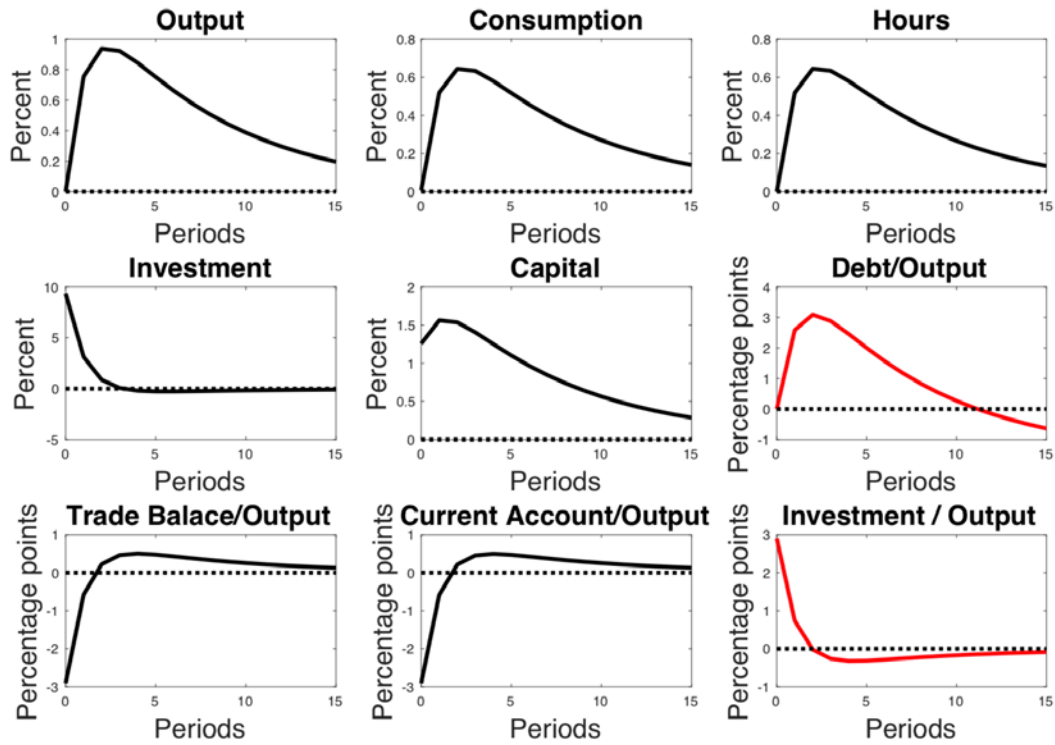 Output
Consumption
Hours
Percent
1
0.8
0.6
0.4
0.2
0
0 5 10 15
Periods
Percent
0.8
0.6
0.4
0.2
0
0 5 10 15
Periods
Percent
0.8
0.6
0.4
0.2
0
0 5 10 15
Periods
Investment
Capital
Debt/Output
Percent
10
5
0
-5
0 5 10 15
Periods
Percent
2
1.5
1
0.5
0
0 5 10 15
Periods
Percentage points
4
3
2
1
0
-1
0 5 10 15
Periods
Trade Balace/Output
Current Account/Output
Investment / Output
Percentage points
1
0
-1
-2
-3
0 5 10 15
Periods
Percentage points
1
0
-1
-2
-3
0 5 10 15
Periods
Percentage points
3
2
1
0
-1
0 5 10 15
Periods